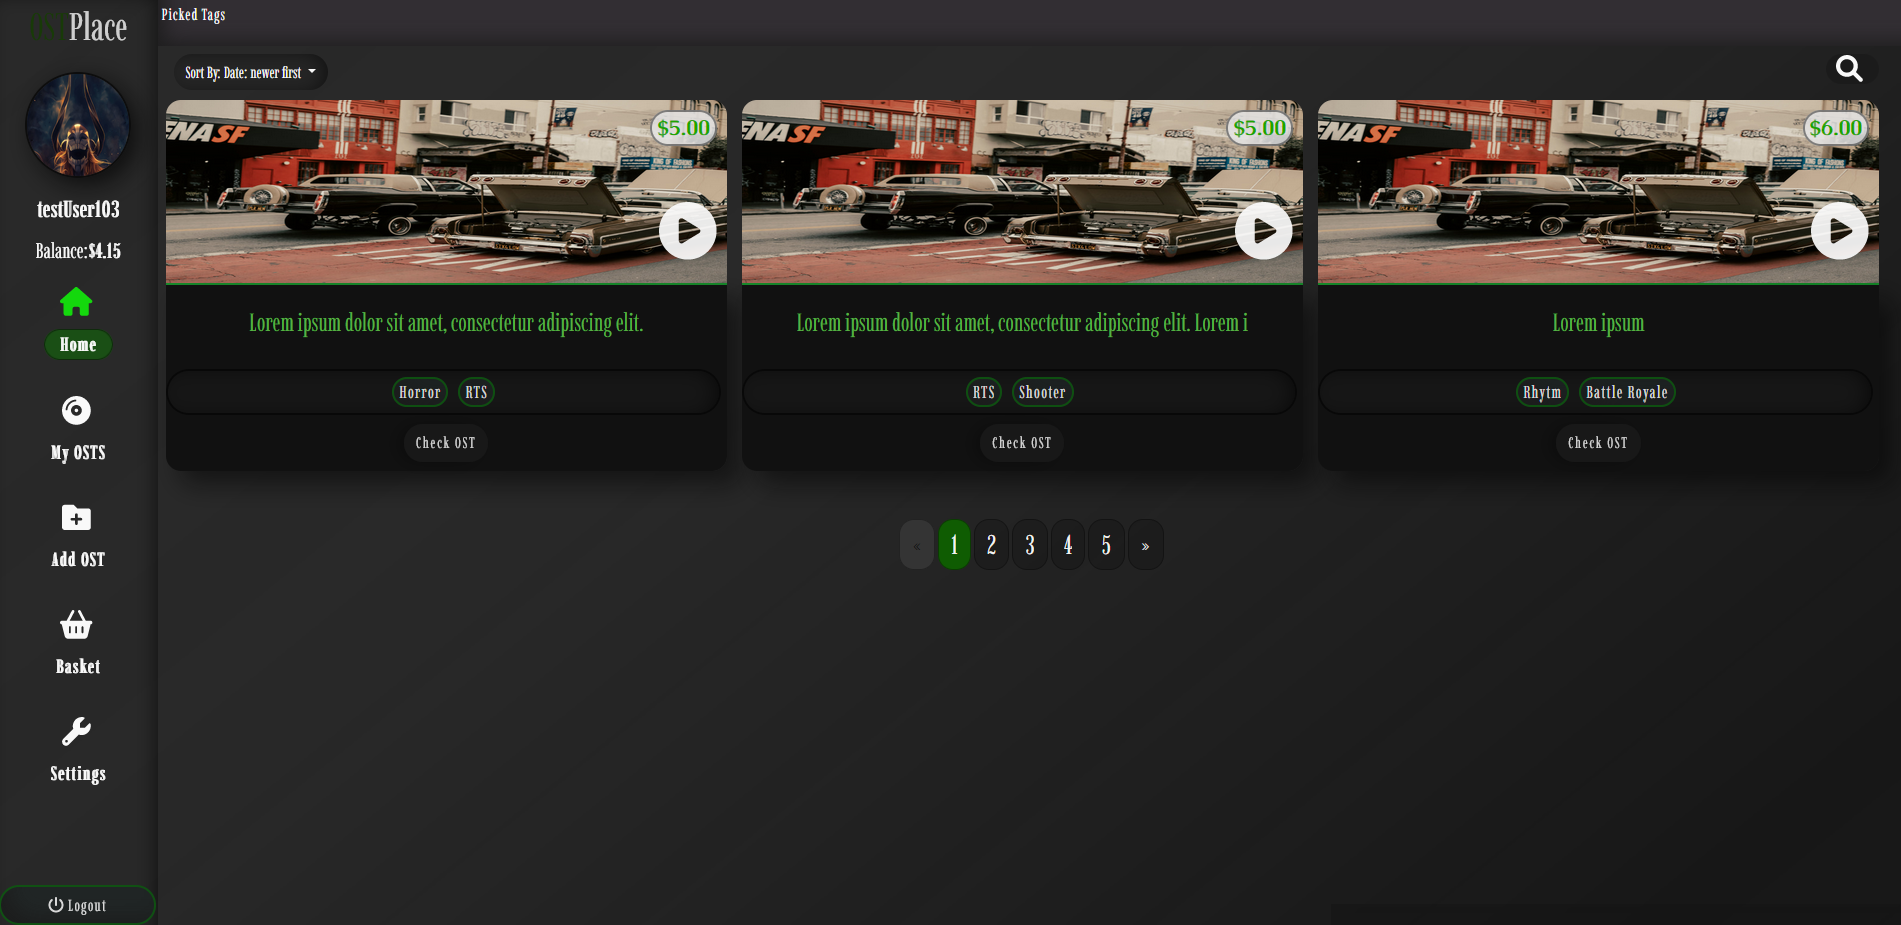 OSTPlace
testUser103
Balance:$4.15
Home
My OSTS
Add OST
Basket
Settings
Logout
Picked Tags
Sort By: Date: newer first
ENASF
$5.00
Lorem ipsum dolor sit amet, consectetur adipiscing elit.
Horror RTS
Check OST
ENASF
$5.00
Lorem ipsum dolor sit amet, consectetur adipiscing elit. Lorem i
RTS Shooter
Check OST
ENASF
$6.00
Lorem ipsum
Rhytm Battle Royale
Check OST
« 1 2 3 4 5 »